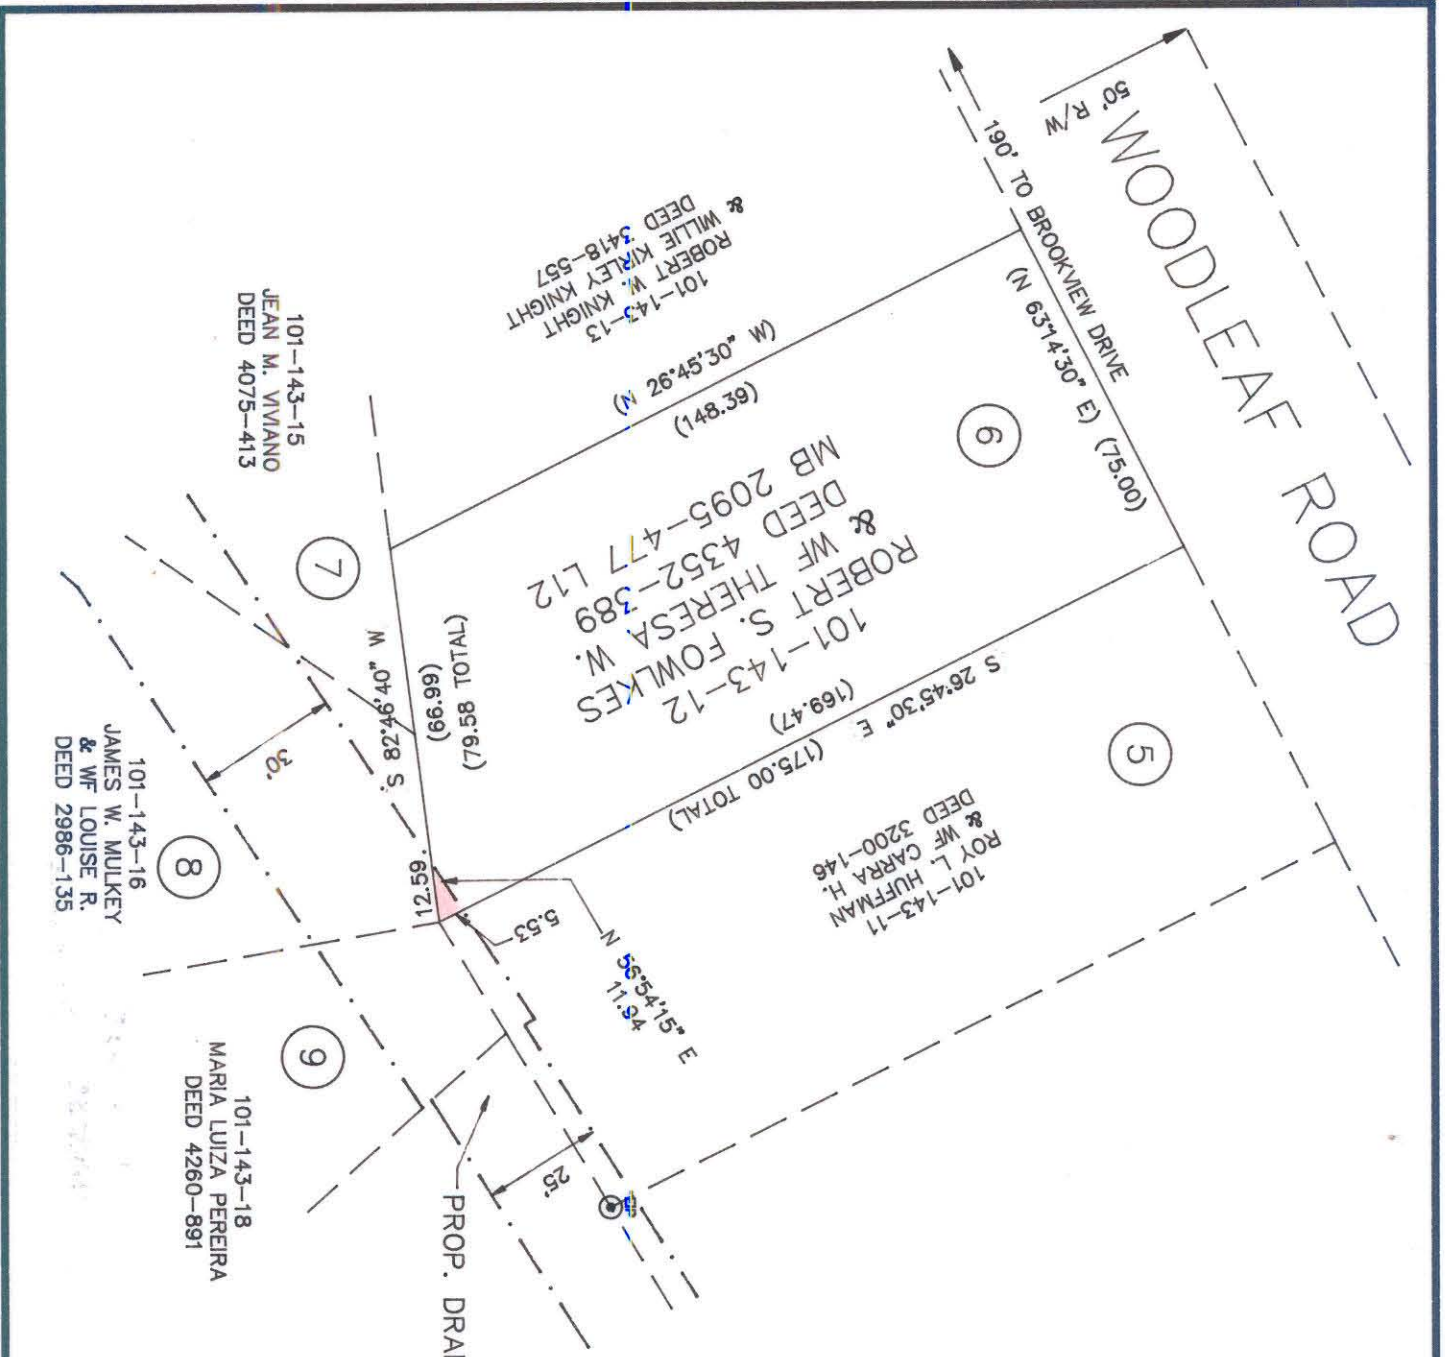 WOODLEAF ROAD
50' R/W
190' TO BROOKVIEW DRIVE
(N 63°14'30" E) (75.00)
6
101-143-13
ROBERT W. KNIGHT
& WILLIE KIRLEY KNIGHT
DEED 3418-557
(N 26°45'30" W)
(148.39)
101-143-12
ROBERT S. FOWLKES
& WF THERESA W.
DEED 4352-389
MB 2095-477 L12
S 26°45'30" E
(169.47)
(175.00 TOTAL)
5
101-143-11
ROY L. HUFFMAN
& WF CARRA H.
DEED 3200-146
101-143-15
JEAN M. VIVIANO
DEED 4075-413
7
(79.58 TOTAL)
(66.99)
S 82°46'40" W
12.59
5.53
N 56°54'15" E
11.94
30'
8
101-143-16
JAMES W. MULKEY
& WF LOUISE R.
DEED 2986-135
9
101-143-18
MARIA LUIZA PEREIRA
DEED 4260-891
25'
PROP.